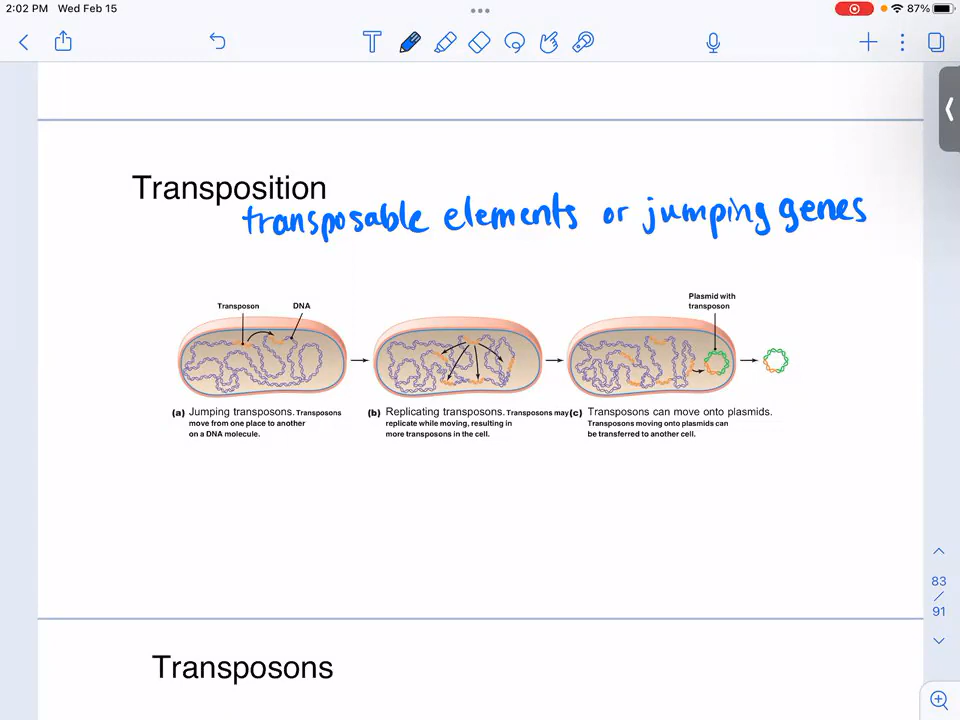 2:02 PM Wed Feb 15
87%
Transposition
transposable elements or jumping genes
Transposon
DNA
Plasmid with
transposon
(a) Jumping transposons. Transposons
move from one place to another
on a DNA molecule.
(b) Replicating transposons. Transposons may
replicate while moving, resulting in
more transposons in the cell.
(c) Transposons can move onto plasmids.
Transposons moving onto plasmids can
be transferred to another cell.
83
/
91
Transposons